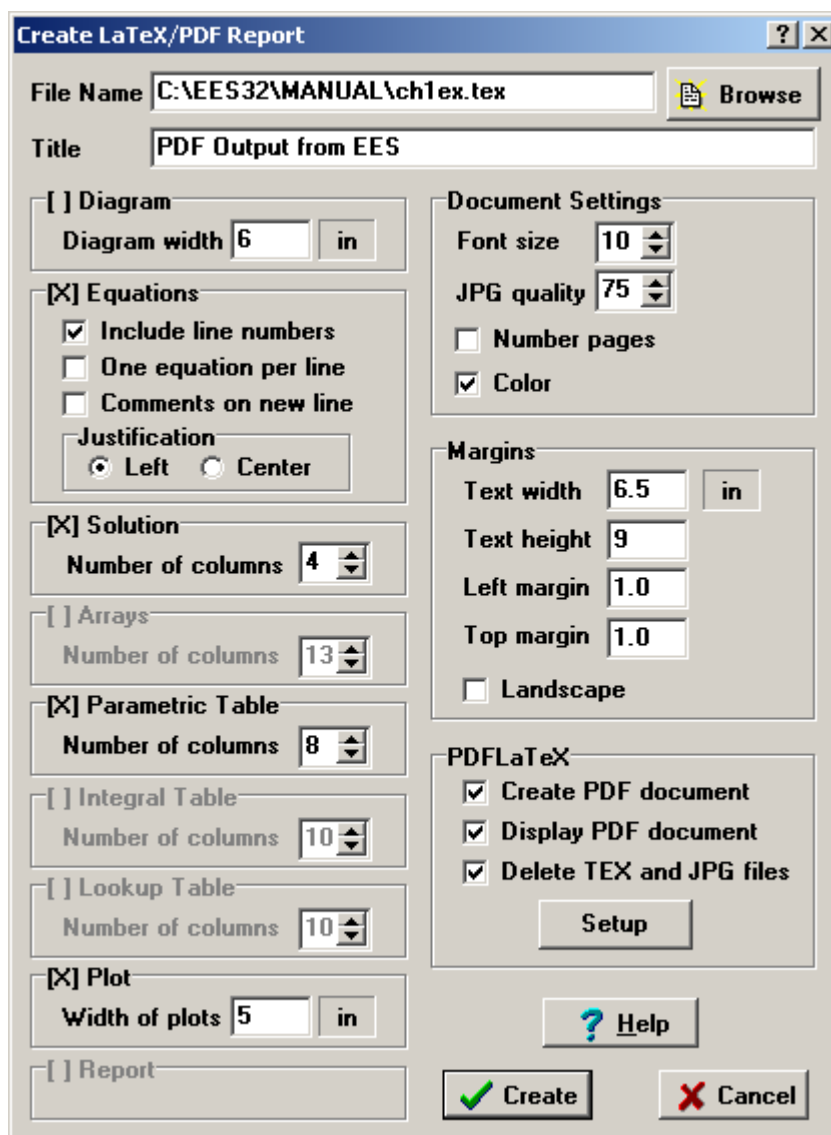 Create LaTeX/PDF Report
File Name C:\EES32\MANUAL\ch1ex.tex Browse
Title PDF Output from EES
[ ] Diagram
Diagram width 6 in
[X] Equations
Include line numbers
One equation per line
Comments on new line
Justification
Left Center
[X] Solution
Number of columns 4
[ ] Arrays
Number of columns 13
[X] Parametric Table
Number of columns 8
[ ] Integral Table
Number of columns 10
[ ] Lookup Table
Number of columns 10
[X] Plot
Width of plots 5 in
[ ] Report
Document Settings
Font size 10
JPG quality 75
Number pages
Color
Margins
Text width 6.5 in
Text height 9
Left margin 1.0
Top margin 1.0
Landscape
PDFLaTeX
Create PDF document
Display PDF document
Delete TEX and JPG files
Setup
? Help
Create Cancel